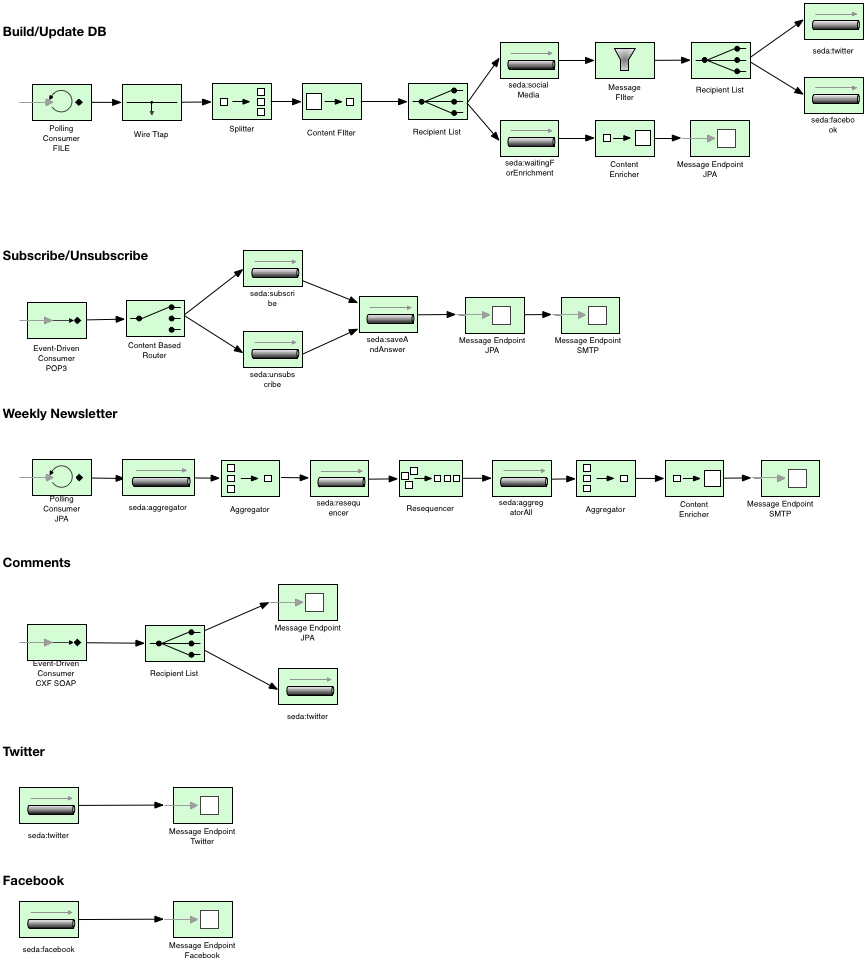 Build/Update DB
seda:twitter
seda:social
Media
Message
FIlter
Recipient List
Polling
Consumer
FILE
Wire Ttap
Splitter
Content FIlter
Recipient List
seda:facebo
ok
seda:waitingF
orEnrichment
Content
Enricher
Message Endpoint
JPA
Subscribe/Unsubscribe
seda:subscri
be
Event-Driven
Consumer
POP3
Content Based
Router
seda:saveA
ndAnswer
Message Endpoint
JPA
Message Endpoint
SMTP
seda:unsubs
cribe
Weekly Newsletter
Polling
Consumer
JPA
seda:aggregator
Aggregator
seda:resequ
encer
Resequencer
seda:aggreg
atorAll
Aggregator
Content
Enricher
Message Endpoint
SMTP
Comments
Message Endpoint
JPA
Event-Driven
Consumer
CXF SOAP
Recipient List
seda:twitter
Twitter
seda:twitter
Message Endpoint
Twitter
Facebook
seda:facebook
Message Endpoint
Facebook